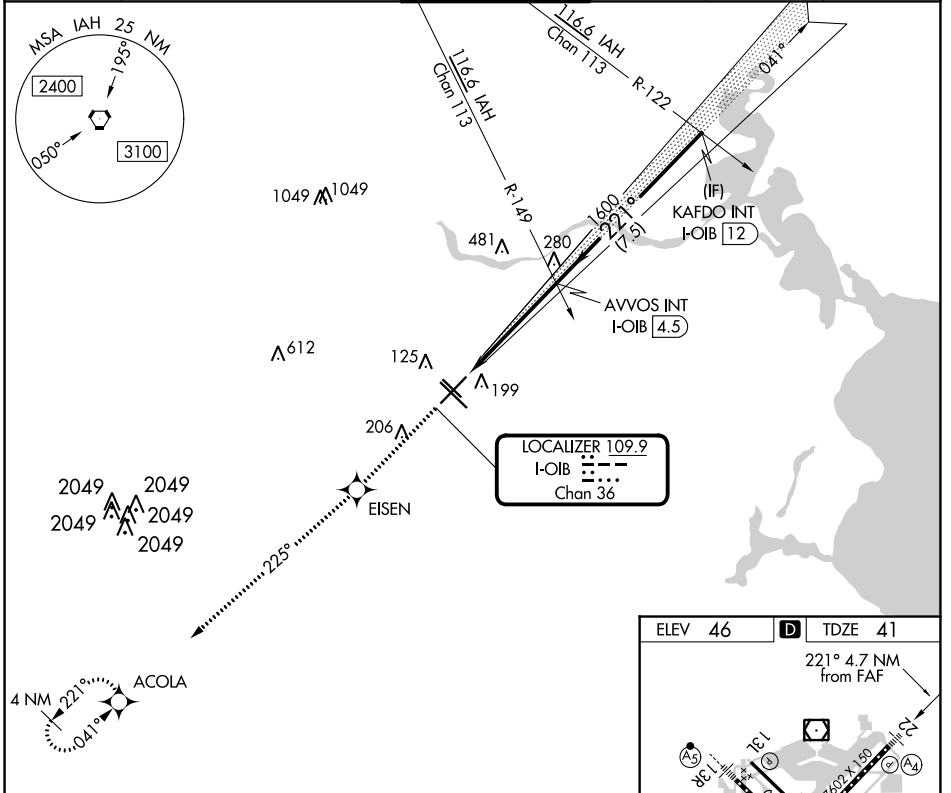 MSA IAH 25 NM
195°
2400
050°
3100
116.6 IAH
Chan 113
R-149
116.6 IAH
Chan 113
R-122
041°
(IF)
KAFDO INT
I-OIB 12
1600
221°
(7.5)
1049
1049
481
280
AVVOS INT
I-OIB 4.5
612
125
199
206
LOCALIZER 109.9
I-OIB
Chan 36
EISEN
2049
2049
2049
2049
2049
225°
ACOLA
4 NM
221°
041°
ELEV 46
D
TDZE 41
221° 4.7 NM
from FAF
22
A5
13L
P
13R
7602 X 150
P
A4